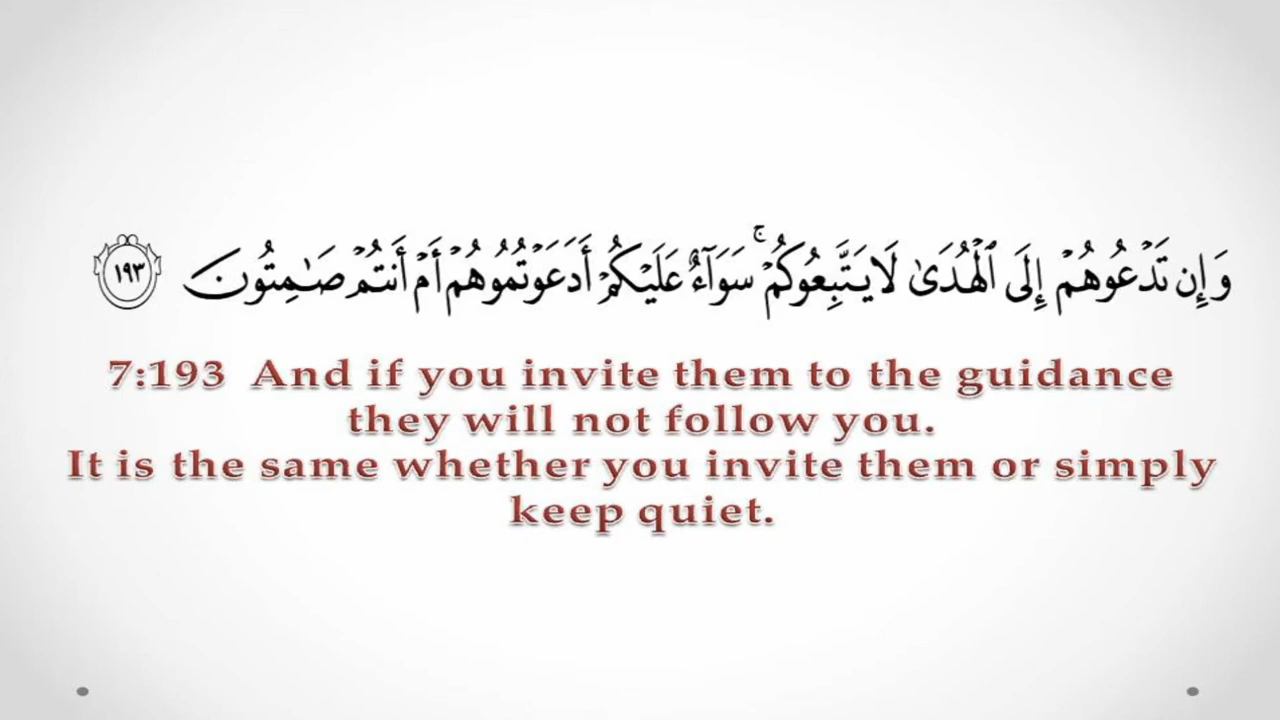 وَإِن تَدْعُوهُمْ إِلَى ٱلْهُدَىٰ لَا يَتَّبِعُوكُمْ ۚ سَوَآءٌ عَلَيْكُمْ أَدَعَوْتُمُوهُمْ أَمْ أَنتُمْ صَـٰمِتُونَ ١٩٣
7:193 And if you invite them to the guidance
they will not follow you.
It is the same whether you invite them or simply
keep quiet.